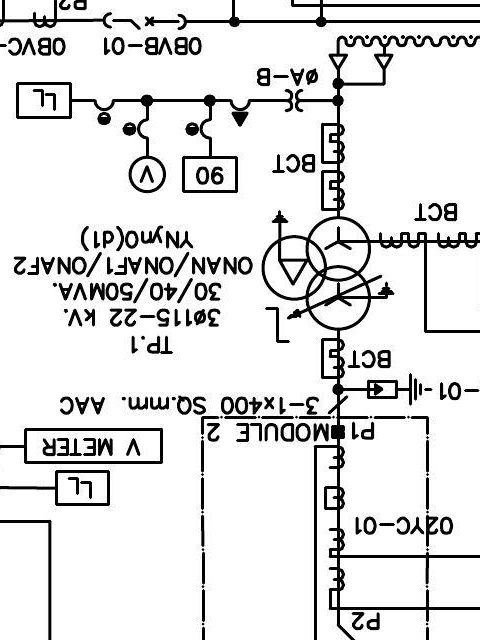 P2
02YC-01
LL
V METER
P1
MODULE 2
3-1x400 SQ.mm. AAC
-01
BCT
TP.1
3ø115-22 kV.
30/40/50MVA.
ONAN/ONAF1/ONAF2
YNyn0(d1)
BCT
BCT
90
V
øA-B
LL
0BVB-01
0BVC-